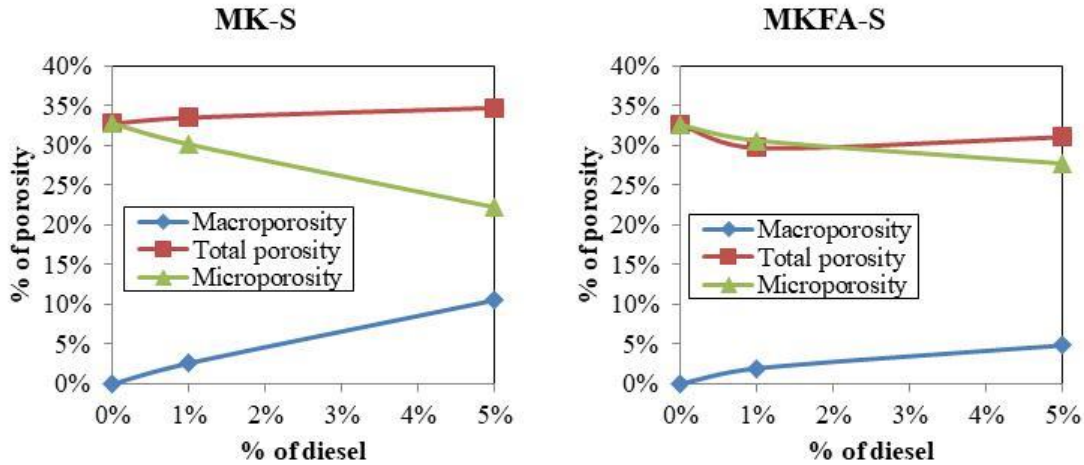 MK-S
40%
35%
30%
25%
20%
15%
10%
5%
0%
% of porosity
Macroporosity
Total porosity
Microporosity
0% 1% 2% 3% 4% 5%
% of diesel
MKFA-S
40%
35%
30%
25%
20%
15%
10%
5%
0%
% of porosity
Macroporosity
Total porosity
Microporosity
0% 1% 2% 3% 4% 5%
% of diesel